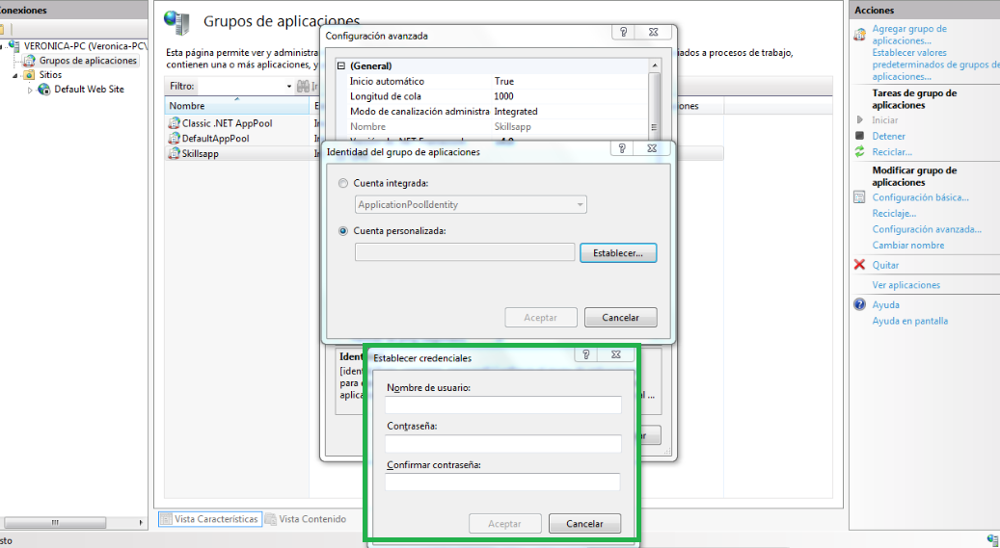 onexiones
VERONICA-PC (Veronica-PC\
Grupos de aplicaciones
Sitios
Default Web Site
Grupos de aplicaciones
Esta página permite ver y administra
iados a procesos de trabajo,
contienen una o más aplicaciones, y
Filtro:
Nombre
iones
Classic .NET AppPool
DefaultAppPool
Skillsapp
Configuración avanzada
(General)
Inicio automático True
Longitud de cola 1000
Modo de canalización administra Integrated
Nombre Skillsapp
Identidad del grupo de aplicaciones
Cuenta integrada:
ApplicationPoolIdentity
Cuenta personalizada:
Establecer...
Aceptar Cancelar
Ident
[identi
para
aplica
al ...
Establecer credenciales
Nombre de usuario:
Contraseña:
Confirmar contraseña:
Aceptar Cancelar
Vista Características Vista Contenido
sto
Acciones
Agregar grupo de
aplicaciones...
Establecer valores
predeterminados de grupos de
aplicaciones...
Tareas de grupo de
aplicaciones
Iniciar
Detener
Reciclar...
Modificar grupo de
aplicaciones
Configuración básica...
Reciclaje...
Configuración avanzada...
Cambiar nombre
Quitar
Ver aplicaciones
Ayuda
Ayuda en pantalla